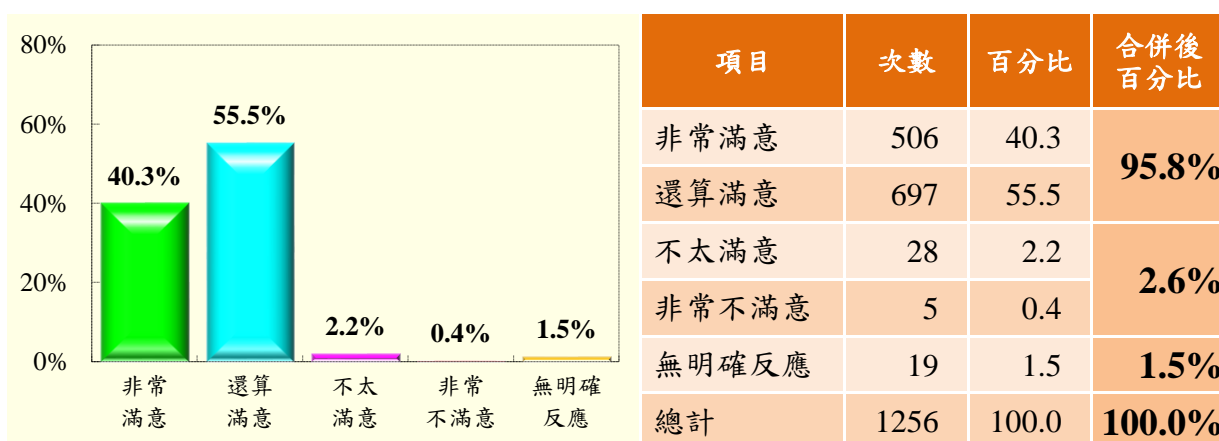 80%
60%
40%
20%
0%
40.3%
55.5%
2.2%
0.4%
1.5%
非常
滿意
還算
滿意
不太
滿意
非常
不滿意
無明確
反應
項目 次數 百分比 合併後
百分比
非常滿意 506 40.3 95.8%
還算滿意 697 55.5
不太滿意 28 2.2 2.6%
非常不滿意 5 0.4
無明確反應 19 1.5 1.5%
總計 1256 100.0 100.0%